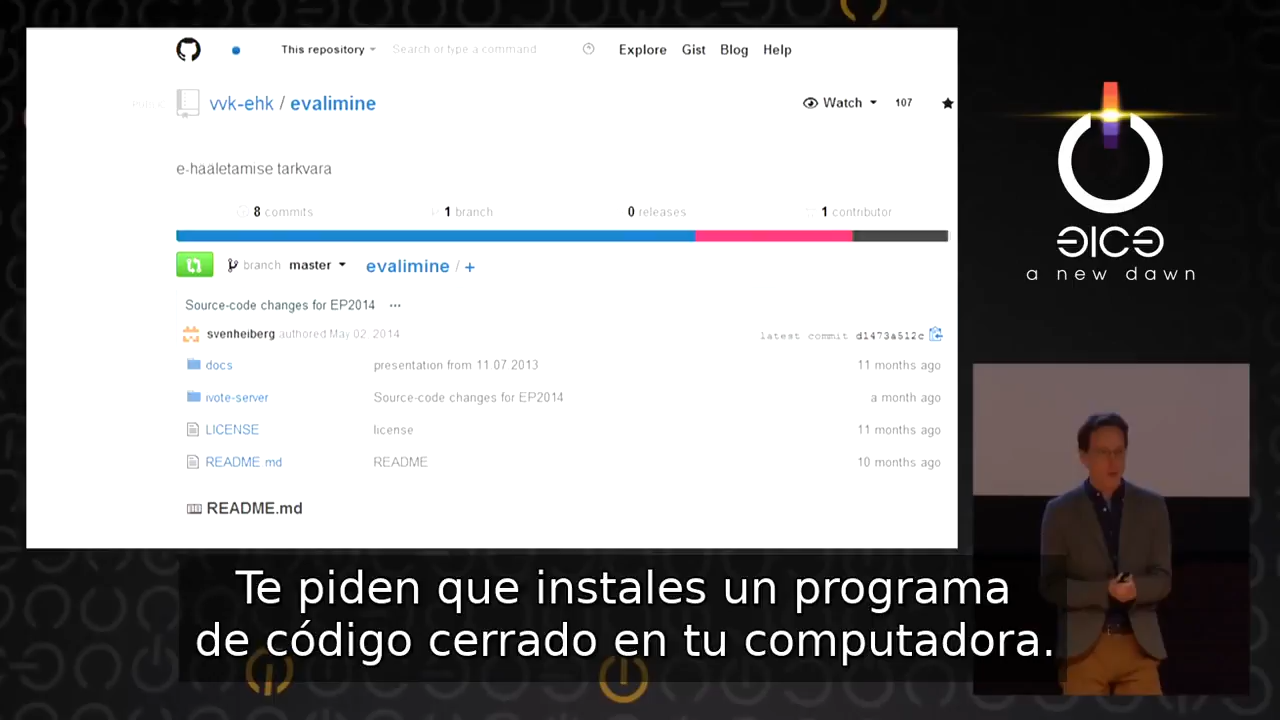 This repository Search or type a command Explore Gist Blog Help
PUBLIC vvk-ehk / evalimine Watch 107
e-hääletamise tarkvara
8 commits 1 branch 0 releases 1 contributor
branch master evalimine / +
Source-code changes for EP2014 ...
svenheiberg authored May 02, 2014 latest commit d1473a512c
docs presentation from 11.07.2013 11 months ago
ivote-server Source-code changes for EP2014 a month ago
LICENSE license 11 months ago
README.md README 10 months ago
README.md
a new dawn
Te piden que instales un programa
de código cerrado en tu computadora.